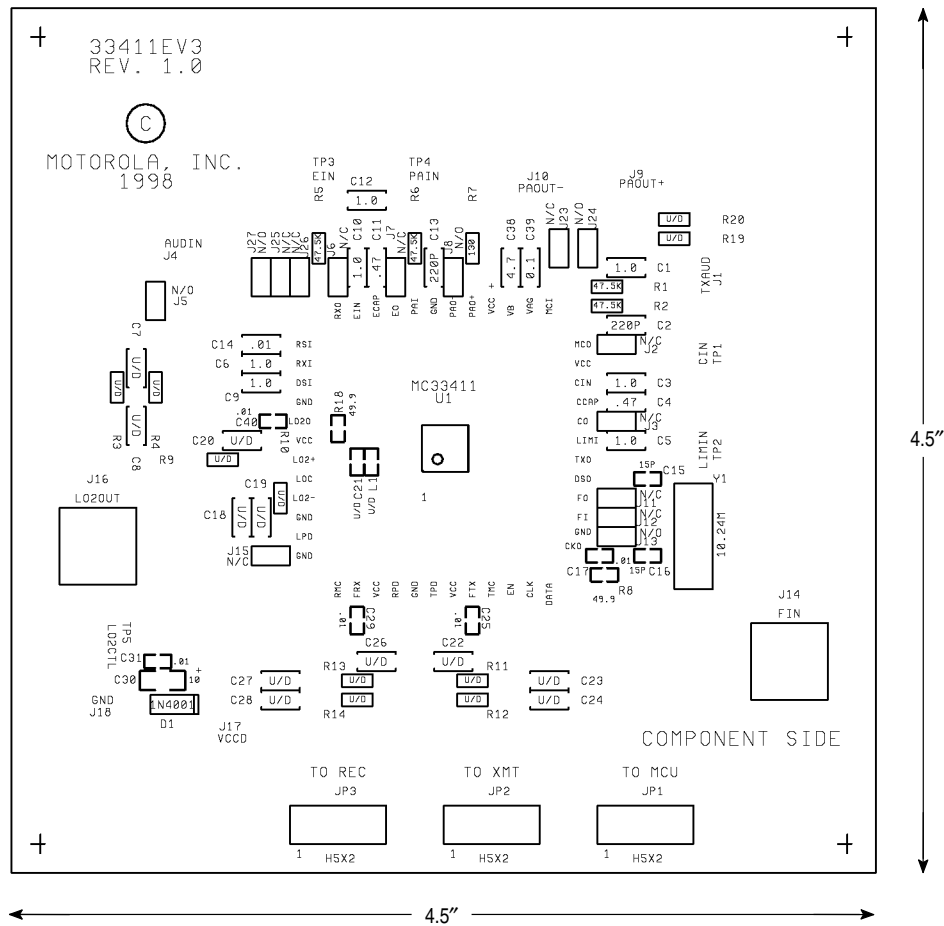 33411EV3
REV. 1.0
C
MOTOROLA, INC.
1998
TP3
EIN
R5
C12
1.0
TP4
PAIN
R6
R7
J10
PAOUT-
J9
PAOUT+
AUDIN
J4
J27
N/O
J25
N/C
N/C
J26
47.5K
J6
N/C
1.0
C10
.47
C11
J7
N/C
47.5K
220P
C13
J8
N/O
130
4.7
C38
0.1
C39
N/C
J23
N/O
J24
U/D
R20
U/D
R19
TXAUD
J1
1.0
C1
47.5K
R1
47.5K
R2
220P
C2
N/O
J5
RXO
EIN
ECAP
EO
PAI
GND
PAO-
PAO+
VCC
+
VB
VAG
MCI
C7
U/D
U/D
U/D
U/D
R3
R4
C8
R9
C14
.01
RSI
C6
1.0
RXI
1.0
DSI
C9
GND
.01
C40
LO2O
C20
U/D
R10
VCC
U/D
LO2+
LOC
C19
U/D
LO2-
C18
U/D
U/D
GND
LPD
J15
N/C
GND
R18
49.9
U/D
C21
U/D
L1
MC33411
U1
1
MCO
N/C
J2
VCC
CIN
TP1
CIN
1.0
C3
CCAP
.47
C4
CO
N/C
J3
LIMI
1.0
C5
LIMIN
TP2
TXO
15P
C15
Y1
DSO
FO
N/C
J11
FI
N/C
J12
GND
N/O
J13
10.24M
CKO
C17
.01
15P
C16
49.9
R8
J16
LO2OUT
J14
FIN
RMC
FRX
VCC
RPD
GND
TPD
VCC
FTX
TMC
EN
CLK
DATA
.01
C29
.01
C25
TP5
LO2CTL
C31
.01
C30
+
10
GND
J18
1N4001
D1
C26
U/D
C22
U/D
C27
U/D
R13
U/D
R11
U/D
U/D
C23
C28
U/D
U/D
R14
U/D
R12
U/D
C24
J17
VCCD
COMPONENT SIDE
TO REC
JP3
1
H5X2
TO XMT
JP2
1
H5X2
TO MCU
JP1
1
H5X2
4.5″
4.5″